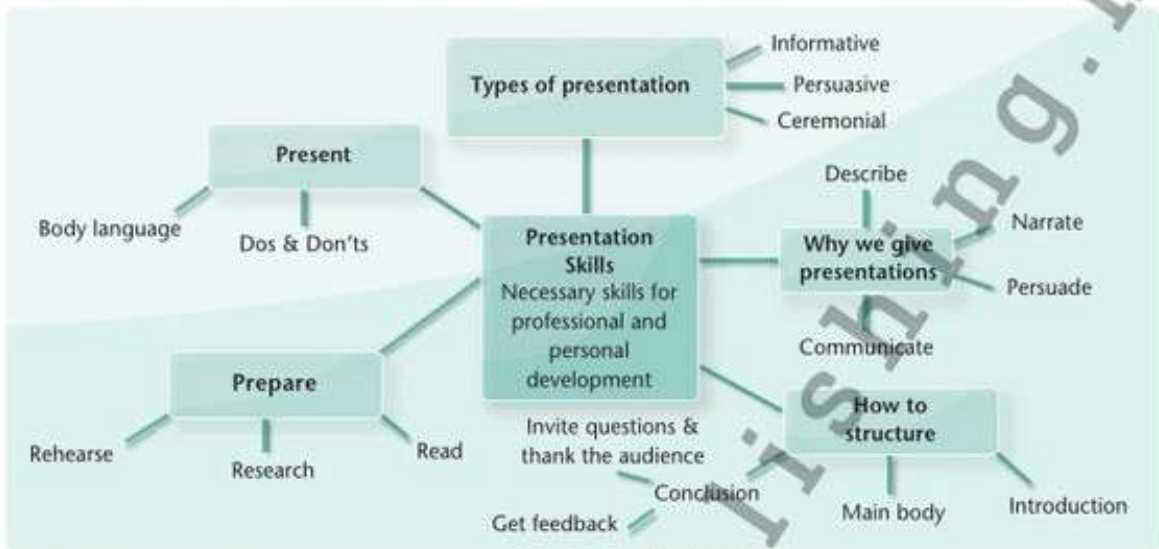 Types of presentation
Informative
Persuasive
Ceremonial
Present
Body language
Dos & Don'ts
Presentation
Skills
Necessary skills for
professional and
personal
development
Describe
Why we give
presentations
Narrate
Persuade
Communicate
Prepare
Rehearse
Research
Read
How to
structure
Invite questions &
thank the audience
Conclusion
Get feedback
Main body
Introduction
lishing.